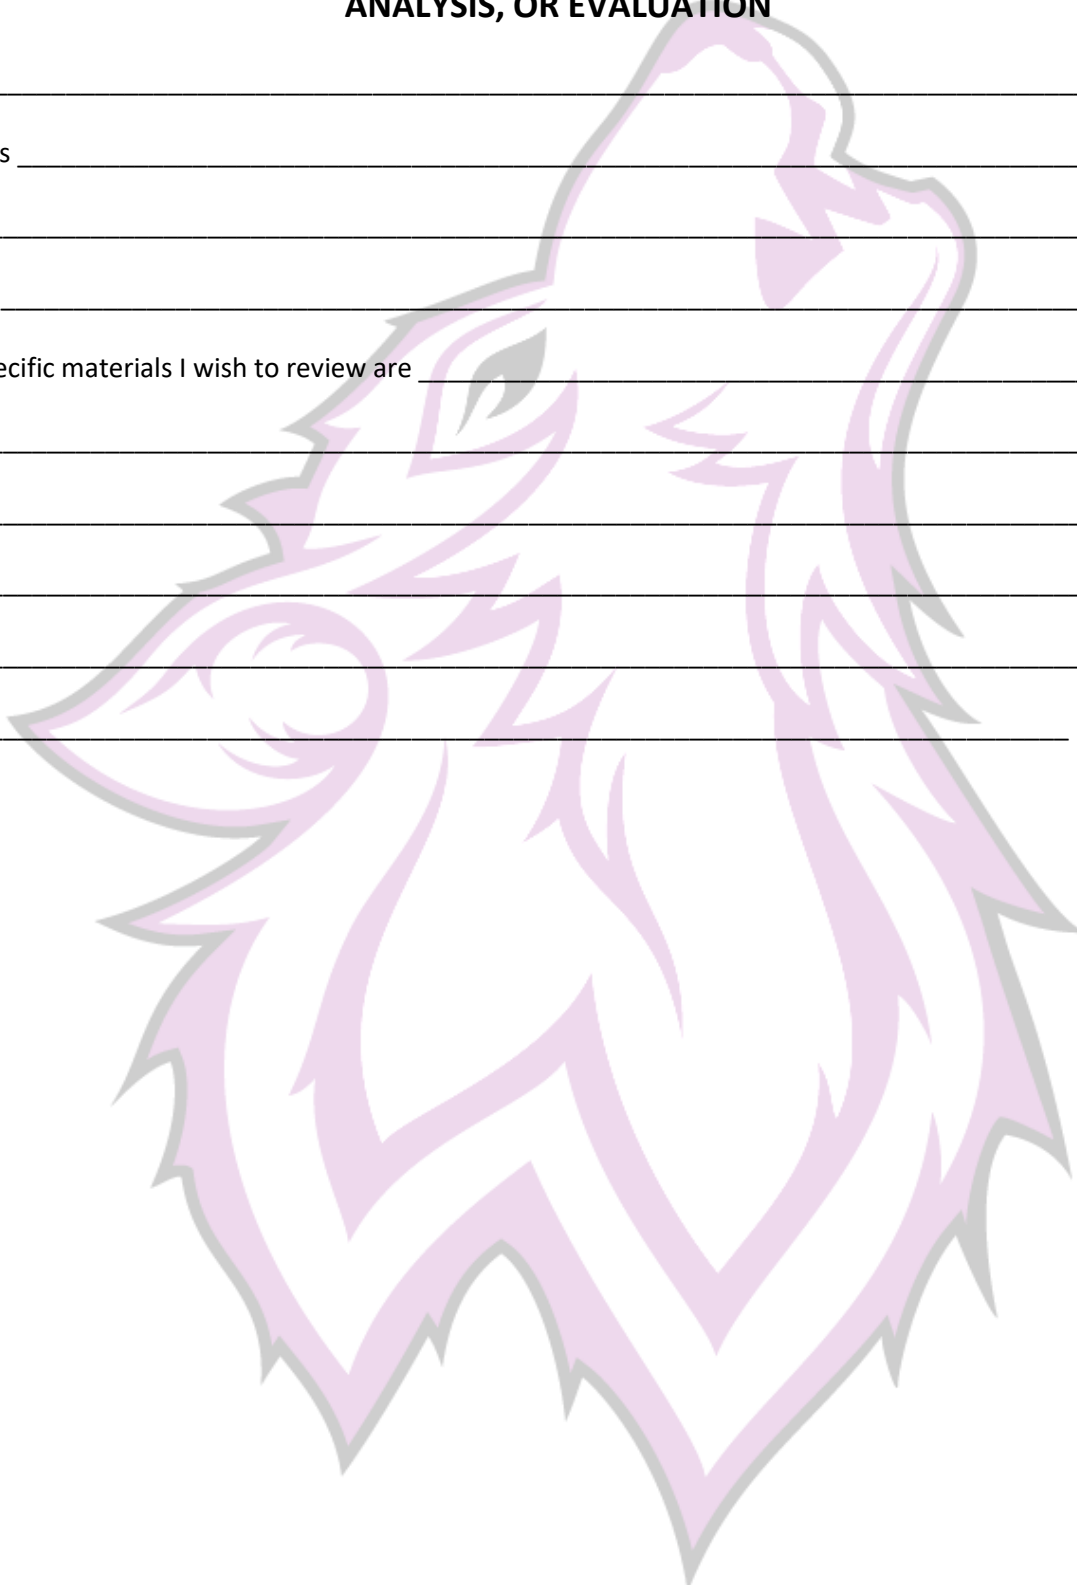 ANALYSIS, OR EVALUATION
s
ecific materials I wish to review are